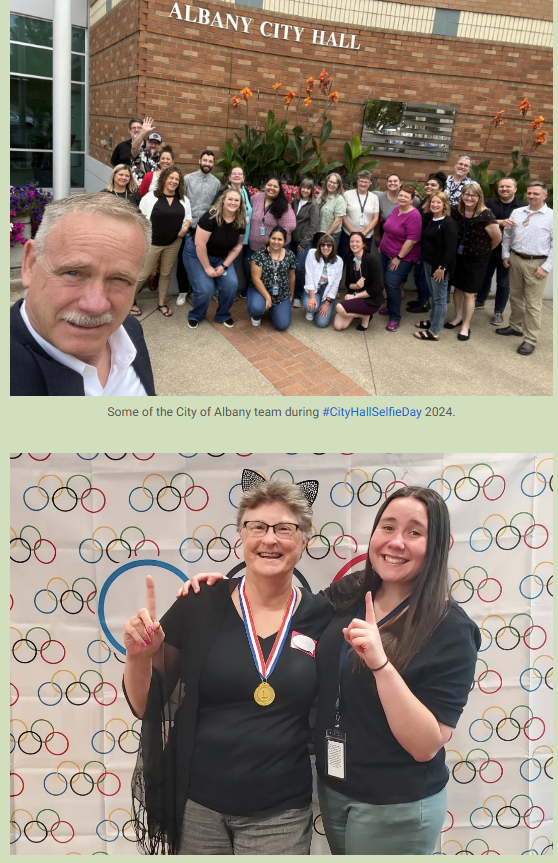 ALBANY CITY HALL
Some of the City of Albany team during #CityHallSelfieDay 2024.